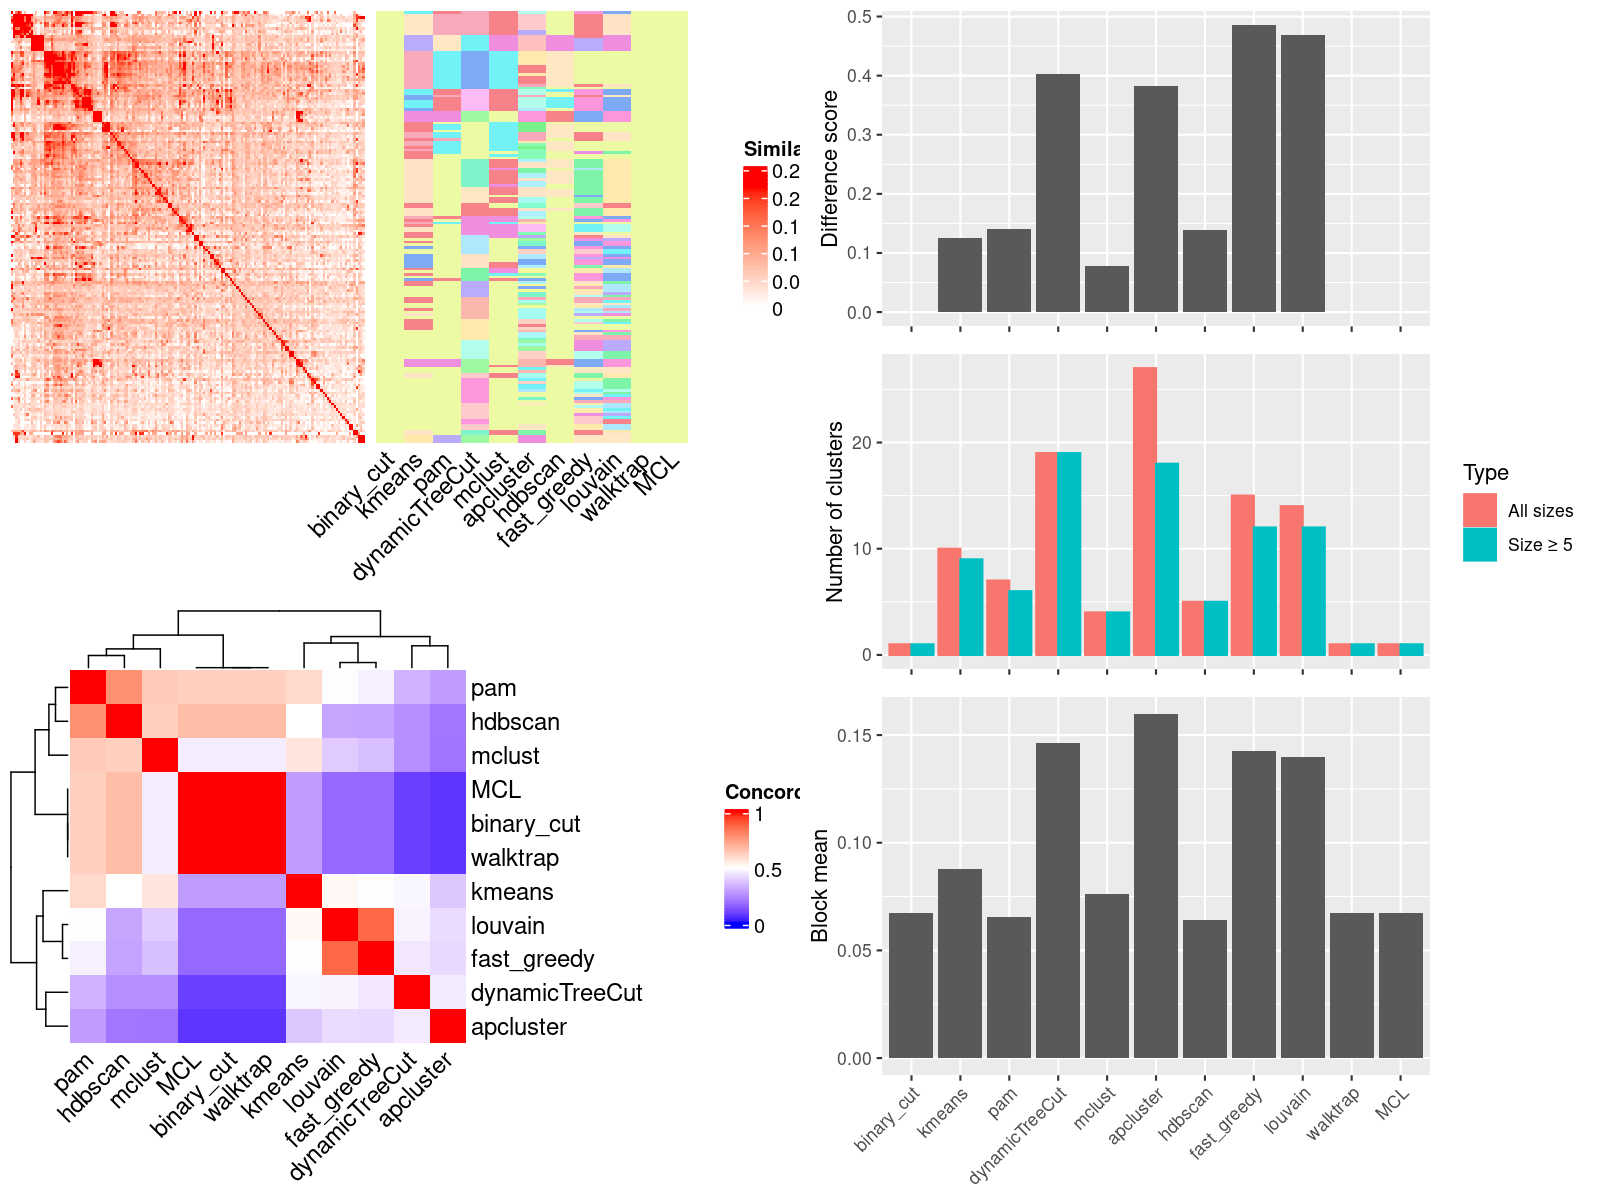 Simila
0.2
0.2
0.1
0.1
0.0
0
binary_cut
kmeans
pam
dynamicTreeCut
mclust
apcluster
hdbscan
fast_greedy
louvain
walktrap
MCL
pam
hdbscan
mclust
MCL
binary_cut
walktrap
kmeans
louvain
fast_greedy
dynamicTreeCut
apcluster
pam
hdbscan
mclust
MCL
binary_cut
walktrap
kmeans
louvain
fast_greedy
dynamicTreeCut
apcluster
Concord
1
0.5
0
Difference score
0.5
0.4
0.3
0.2
0.1
0.0
Number of clusters
20
10
0
Type
All sizes
Size ≥ 5
Block mean
0.15
0.10
0.05
0.00
binary_cut
kmeans
pam
dynamicTreeCut
mclust
apcluster
hdbscan
fast_greedy
louvain
walktrap
MCL